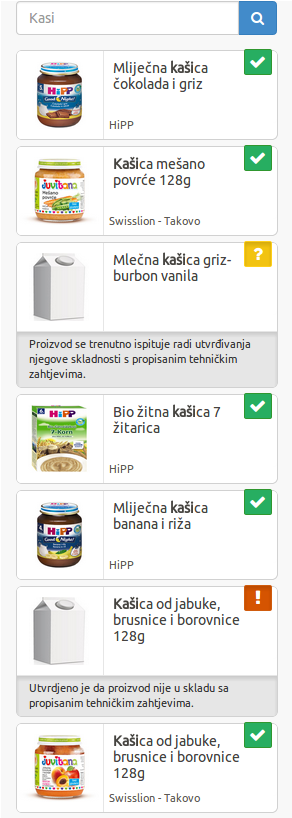 Kasi
Mliječna kašica
čokolada i griz
HiPP
Kašica mešano
povrće 128g
Swisslion - Takovo
Mlečna kašica griz-
burbon vanila
Proizvod se trenutno ispituje radi utvrđivanja
njegove skladnosti s propisanim tehničkim
zahtjevima.
Bio žitna kašica 7
žitarica
HiPP
Mliječna kašica
banana i riža
HiPP
Kašica od jabuke,
brusnice i borovnice
128g
Utvrdjeno je da proizvod nije u skladu sa
propisanim tehničkim zahtjevima.
Kašica od jabuke,
brusnice i borovnice
128g
Swisslion - Takovo